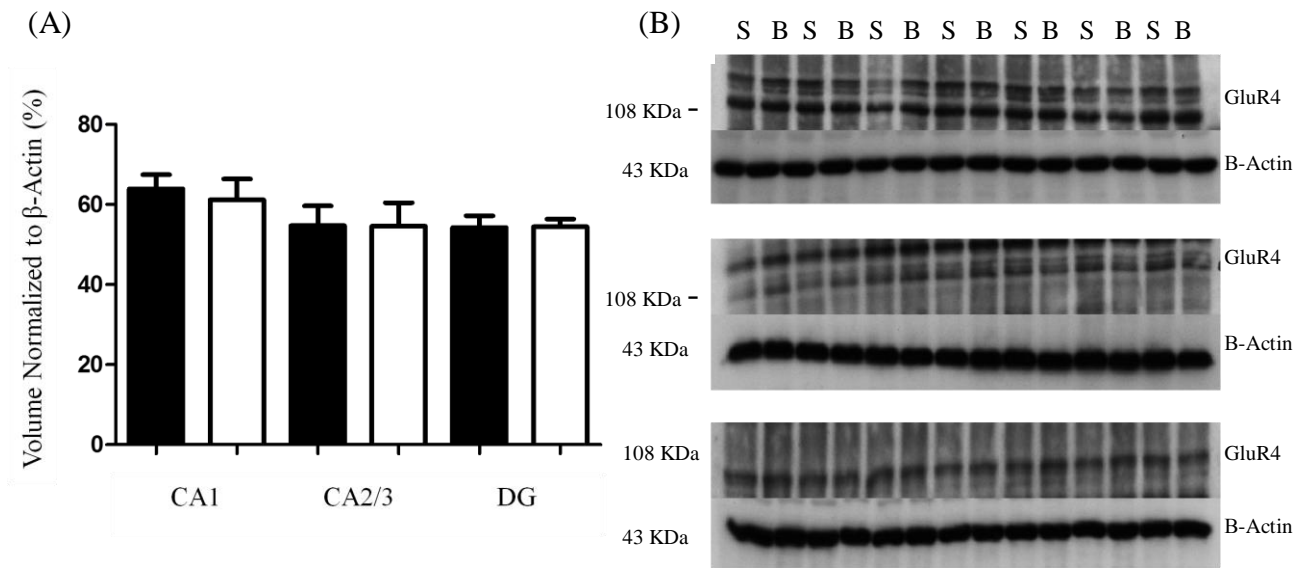 (A)
Volume Normalized to β-Actin (%)
80
60
40
20
0
CA1 CA2/3 DG
(B)
S B S B S B S B S B S B S B
108 KDa -
GluR4
43 KDa
B-Actin
108 KDa -
GluR4
43 KDa
B-Actin
108 KDa
GluR4
43 KDa
B-Actin